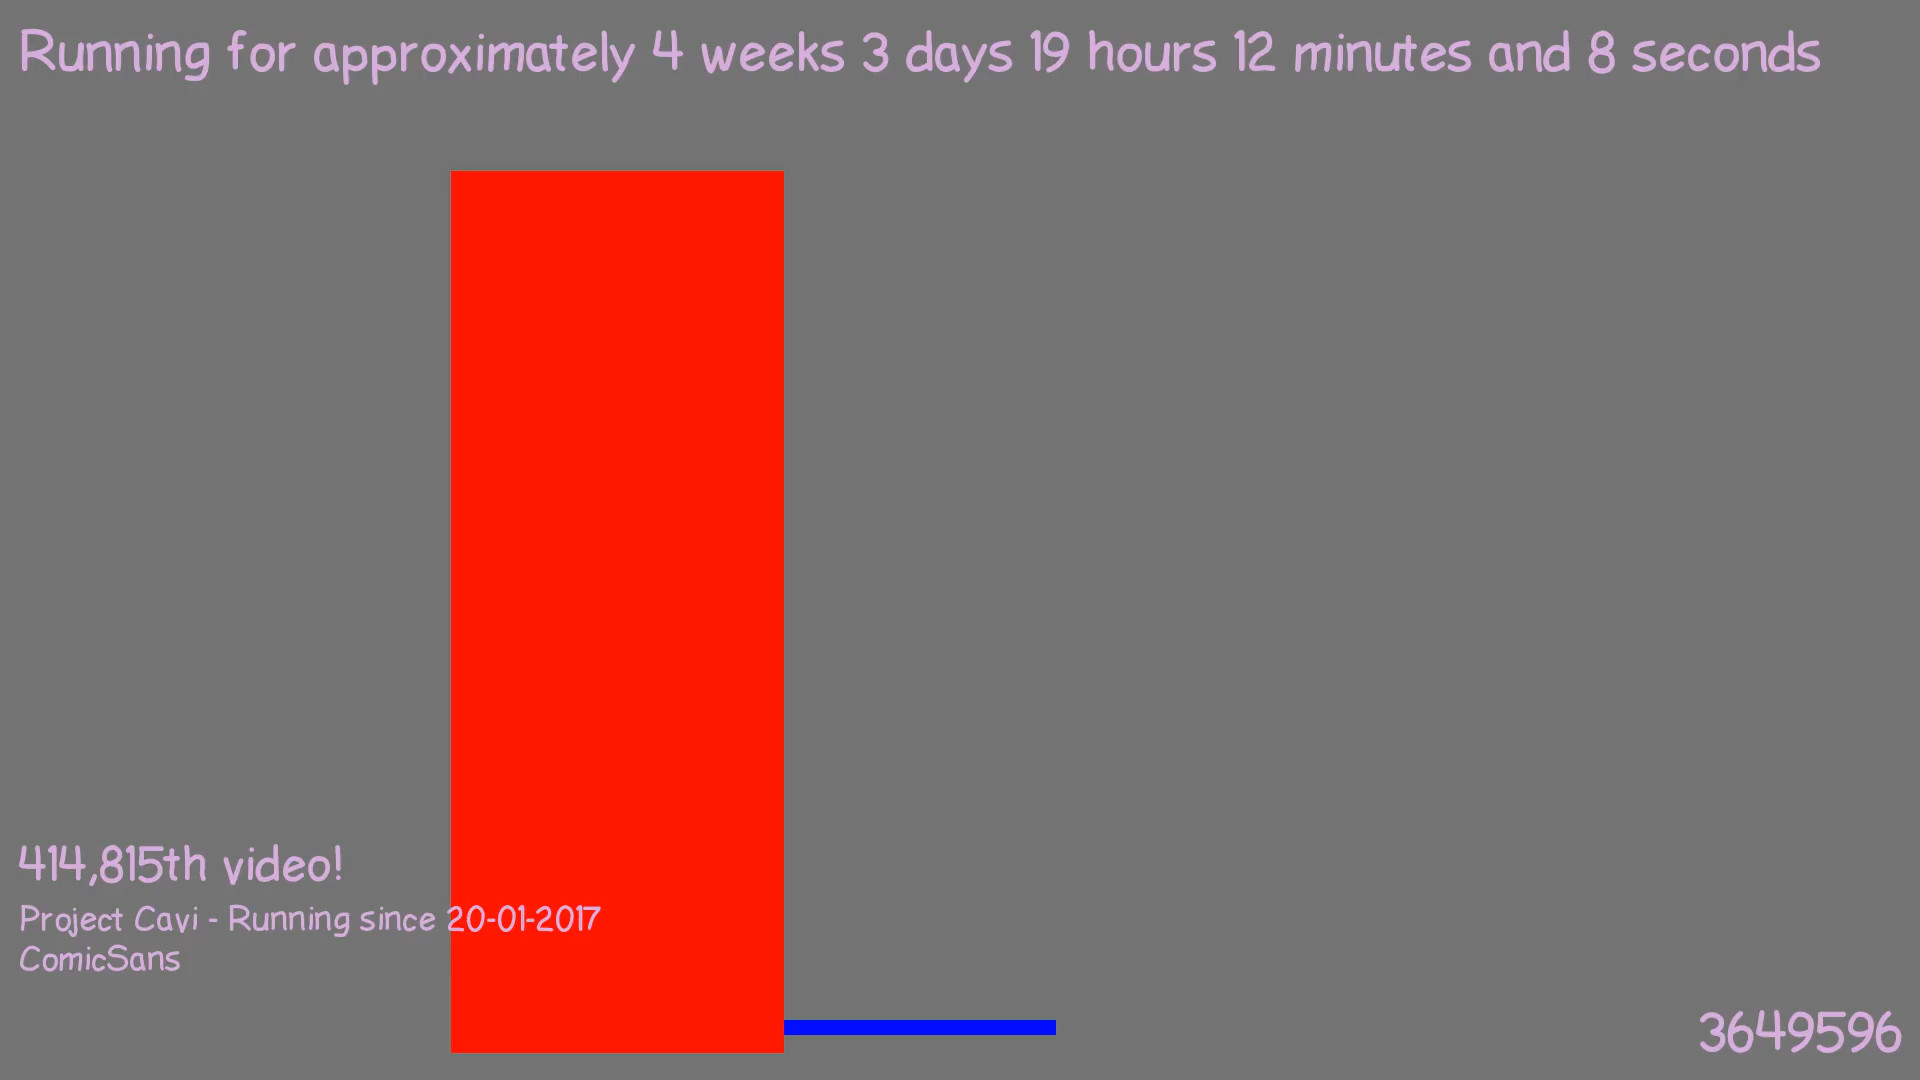 Running for approximately 4 weeks 3 days 19 hours 12 minutes and 8 seconds
414,815th video!
Project Cavi - Running since 20-01-2017
ComicSans
3649596